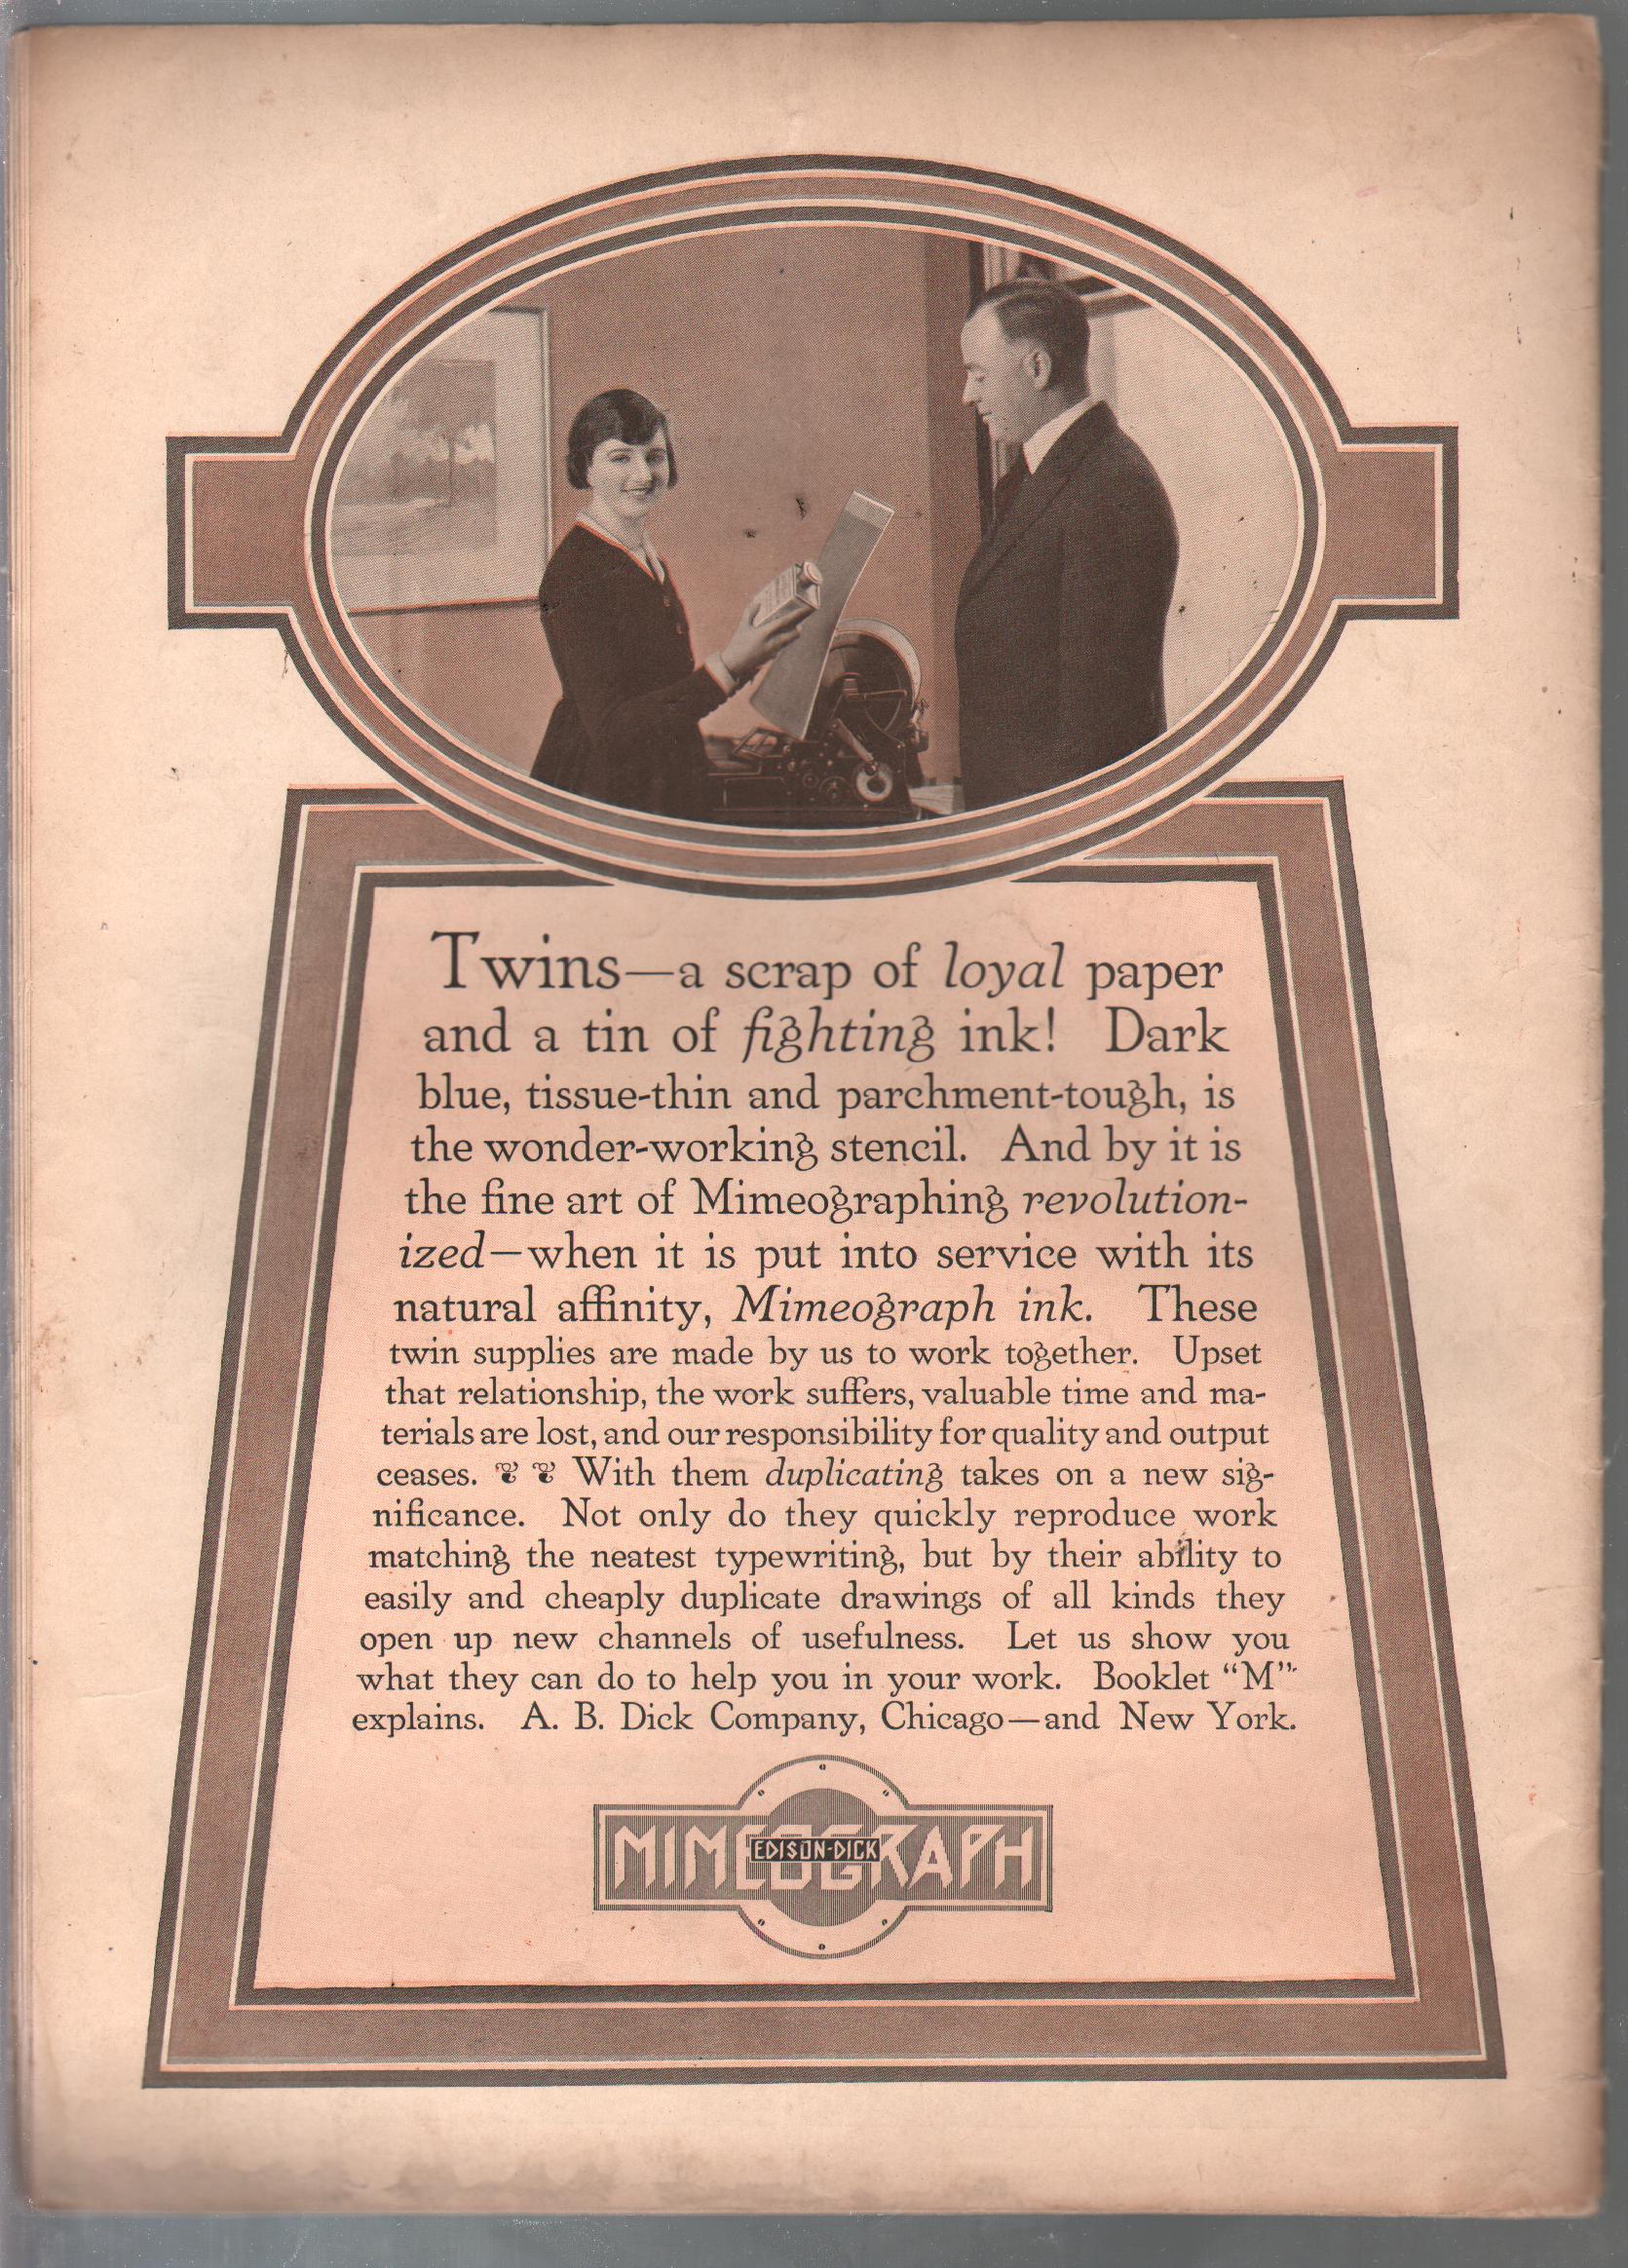 Twins—a scrap of loyal paper
and a tin of fighting ink! Dark
blue, tissue-thin and parchment-tough, is
the wonder-working stencil. And by it is
the fine art of Mimeographing revolution-
ized—when it is put into service with its
natural affinity, Mimeograph ink. These
twin supplies are made by us to work together. Upset
that relationship, the work suffers, valuable time and ma-
terials are lost, and our responsibility for quality and output
ceases. ❦ ❦ With them duplicating takes on a new sig-
nificance. Not only do they quickly reproduce work
matching the neatest typewriting, but by their ability to
easily and cheaply duplicate drawings of all kinds they
open up new channels of usefulness. Let us show you
what they can do to help you in your work. Booklet “M”
explains. A. B. Dick Company, Chicago—and New York.
MIMEOGRAPH
EDISON-DICK